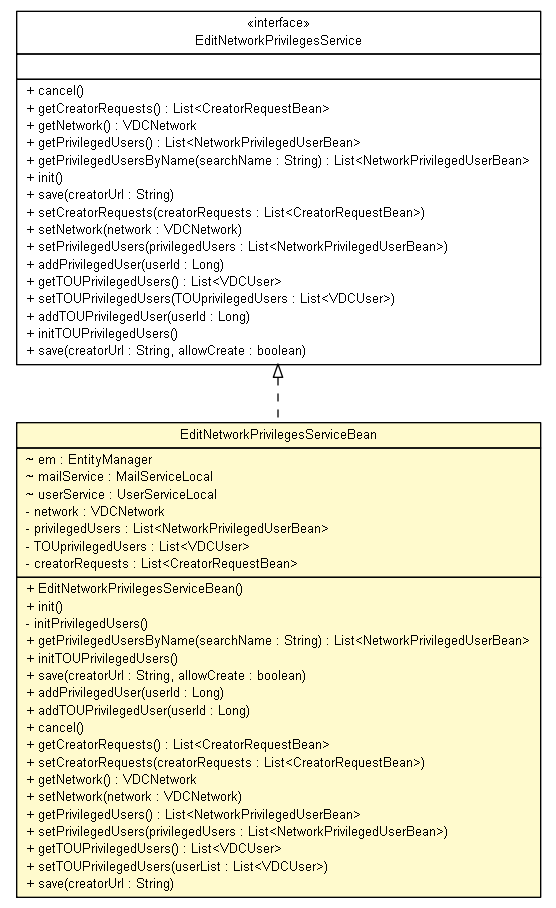 «interface»
EditNetworkPrivilegesService
+ cancel()
+ getCreatorRequests() : List<CreatorRequestBean>
+ getNetwork() : VDCNetwork
+ getPrivilegedUsers() : List<NetworkPrivilegedUserBean>
+ getPrivilegedUsersByName(searchName : String) : List<NetworkPrivilegedUserBean>
+ init()
+ save(creatorUrl : String)
+ setCreatorRequests(creatorRequests : List<CreatorRequestBean>)
+ setNetwork(network : VDCNetwork)
+ setPrivilegedUsers(privilegedUsers : List<NetworkPrivilegedUserBean>)
+ addPrivilegedUser(userId : Long)
+ getTOUPrivilegedUsers() : List<VDCUser>
+ setTOUPrivilegedUsers(TOUprivilegedUsers : List<VDCUser>)
+ addTOUPrivilegedUser(userId : Long)
+ initTOUPrivilegedUsers()
+ save(creatorUrl : String, allowCreate : boolean)
EditNetworkPrivilegesServiceBean
~ em : EntityManager
~ mailService : MailServiceLocal
~ userService : UserServiceLocal
- network : VDCNetwork
- privilegedUsers : List<NetworkPrivilegedUserBean>
- TOUprivilegedUsers : List<VDCUser>
- creatorRequests : List<CreatorRequestBean>
+ EditNetworkPrivilegesServiceBean()
+ init()
- initPrivilegedUsers()
+ getPrivilegedUsersByName(searchName : String) : List<NetworkPrivilegedUserBean>
+ initTOUPrivilegedUsers()
+ save(creatorUrl : String, allowCreate : boolean)
+ addPrivilegedUser(userId : Long)
+ addTOUPrivilegedUser(userId : Long)
+ cancel()
+ getCreatorRequests() : List<CreatorRequestBean>
+ setCreatorRequests(creatorRequests : List<CreatorRequestBean>)
+ getNetwork() : VDCNetwork
+ setNetwork(network : VDCNetwork)
+ getPrivilegedUsers() : List<NetworkPrivilegedUserBean>
+ setPrivilegedUsers(privilegedUsers : List<NetworkPrivilegedUserBean>)
+ getTOUPrivilegedUsers() : List<VDCUser>
+ setTOUPrivilegedUsers(userList : List<VDCUser>)
+ save(creatorUrl : String)